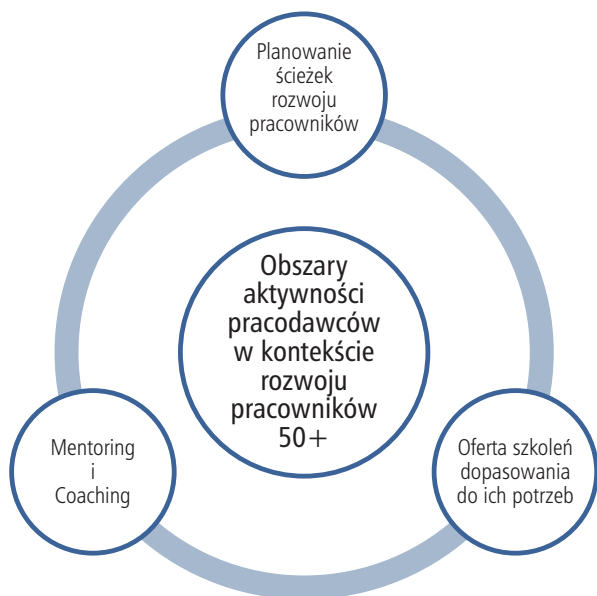 Planowanie
ścieżek
rozwoju
pracowników
Obszary
aktywności
pracodawców
w kontekście
rozwoju
pracowników
50+
Mentoring
i
Coaching
Oferta szkoleń
dopasowania
do ich potrzeb